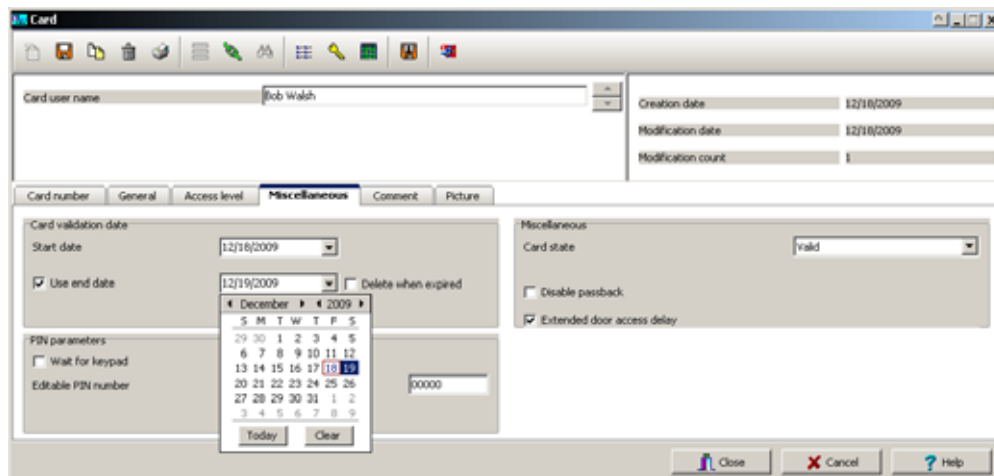 Card
Card user name
Bob Walsh
Creation date 12/18/2009
Modification date 12/18/2009
Modification count 1
Card number General Access level Miscellaneous Comment Picture
Card validation date
Start date 12/18/2009
Use end date 12/19/2009 Delete when expired
December 2009
S M T W T F S
29 30 1 2 3 4 5
6 7 8 9 10 11 12
13 14 15 16 17 18 19
20 21 22 23 24 25 26
27 28 29 30 31 1 2
3 4 5 6 7 8 9
Today Clear
PIN parameters
Wait for keypad
Editable PIN number 00000
Miscellaneous
Card state Valid
Disable passback
Extended door access delay
Close Cancel Help